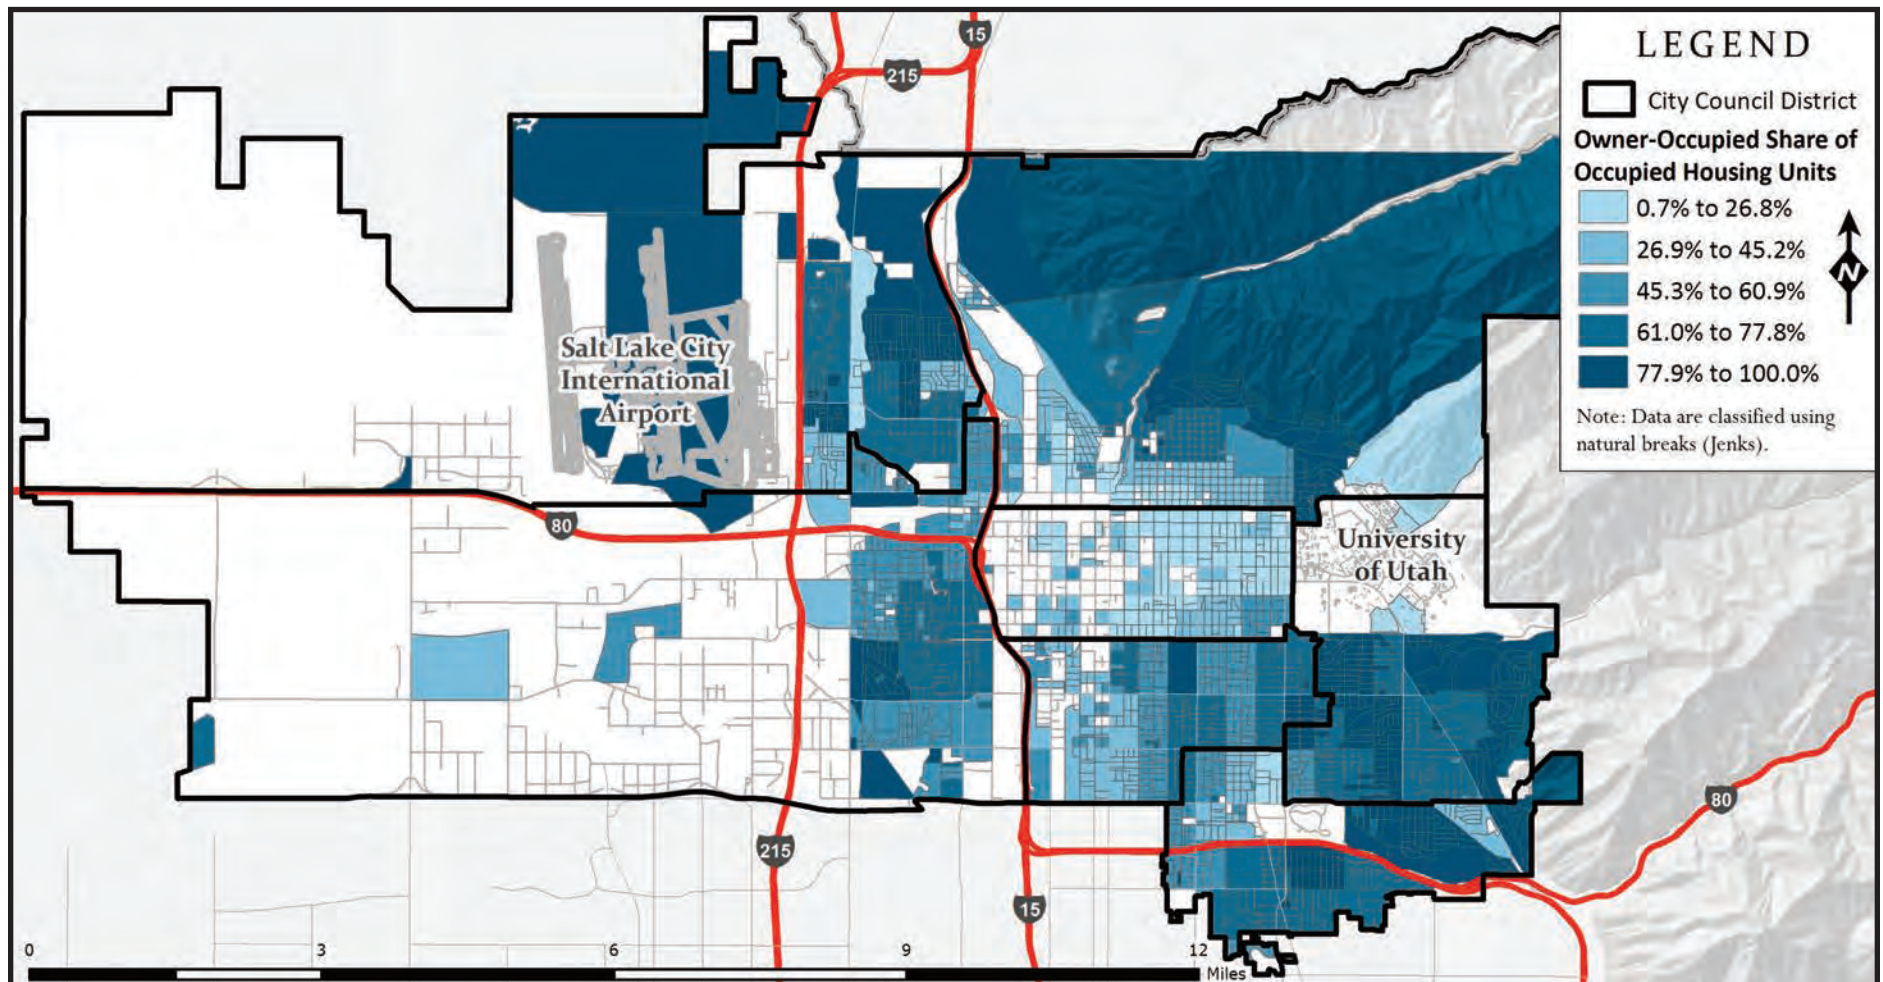 15
215
LEGEND
City Council District
Owner-Occupied Share of
Occupied Housing Units
0.7% to 26.8%
26.9% to 45.2%
45.3% to 60.9%
61.0% to 77.8%
77.9% to 100.0%
N
Note: Data are classified using
natural breaks (Jenks).
Salt Lake City
International
Airport
80
University
of Utah
80
215
15
0 3 6 9 12
Miles